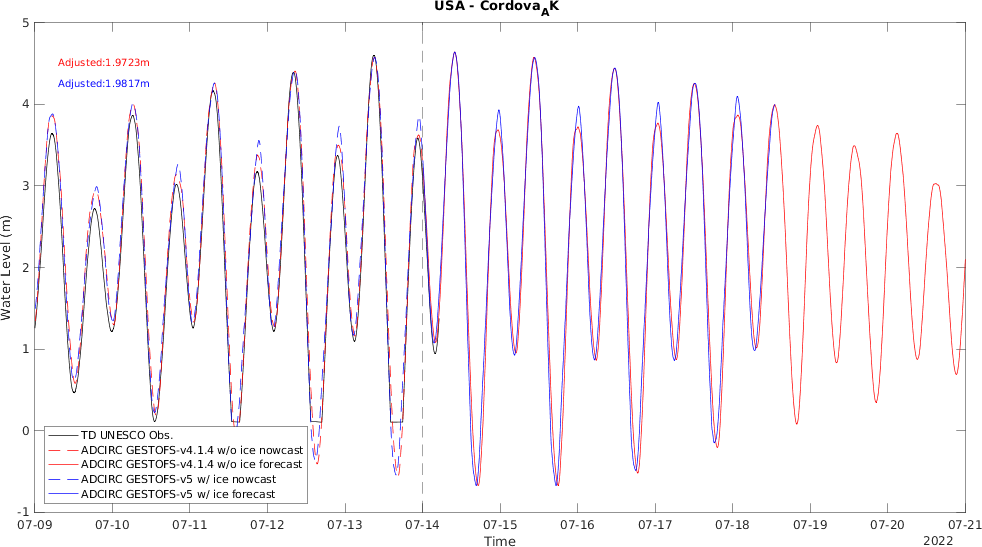 USA - Cordova_AK
Adjusted:1.9723m
Adjusted:1.9817m
Water Level (m)
5
4
3
2
1
0
-1
TD UNESCO Obs.
ADCIRC GESTOFS-v4.1.4 w/o ice nowcast
ADCIRC GESTOFS-v4.1.4 w/o ice forecast
ADCIRC GESTOFS-v5 w/ ice nowcast
ADCIRC GESTOFS-v5 w/ ice forecast
07-09 07-10 07-11 07-12 07-13 07-14 07-15 07-16 07-17 07-18 07-19 07-20 07-21
Time
2022